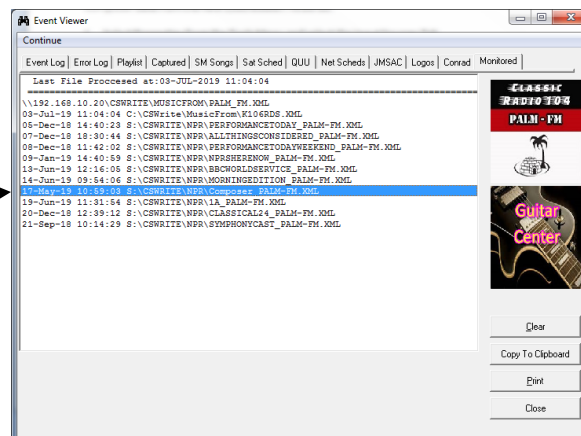 Event Viewer
Continue
Event Log Error Log Playlist Captured SM Songs Sat Sched QUU Net Scheds JMSAC Logos Conrad Monitored
Last File Proccesed at:03-JUL-2019 11:04:04
================================================================
\\192.168.10.20\CSWRITE\MUSICFROM\PALM_FM.XML
03-Jul-19 11:04:04 C:\CSWrite\MusicFrom\K106RDS.XML
05-Dec-18 14:40:23 S:\CSWRITE\NPR\PERFORMANCETODAY_PALM-FM.XML
07-Dec-18 18:30:44 S:\CSWRITE\NPR\ALLTHINGSCONSIDERED_PALM-FM.XML
08-Dec-18 11:42:02 S:\CSWRITE\NPR\PERFORMANCETODAYWEEKEND_PALM-FM.XML
09-Jan-19 14:40:59 S:\CSWRITE\NPR\NPRSHERENOW_PALM-FM.XML
13-Jun-19 12:16:05 S:\CSWRITE\NPR\BBCWORLDSERVICE_PALM-FM.XML
14-Jun-19 09:54:06 S:\CSWRITE\NPR\MORNINGEDITION_PALM-FM.XML
17-May-19 10:59:03 S:\CSWRITE\NPR\Composer PALM-FM.XML
19-Jun-19 11:31:54 S:\CSWRITE\NPR\1A_PALM-FM.XML
20-Dec-18 12:39:12 S:\CSWRITE\NPR\CLASSICAL24_PALM-FM.XML
21-Sep-18 10:14:29 S:\CSWRITE\NPR\SYMPHONYCAST_PALM-FM.XML
CLASSIC
RADIO 104
PALM - FM
Guitar
Center
Clear
Copy To Clipboard
Print
Close